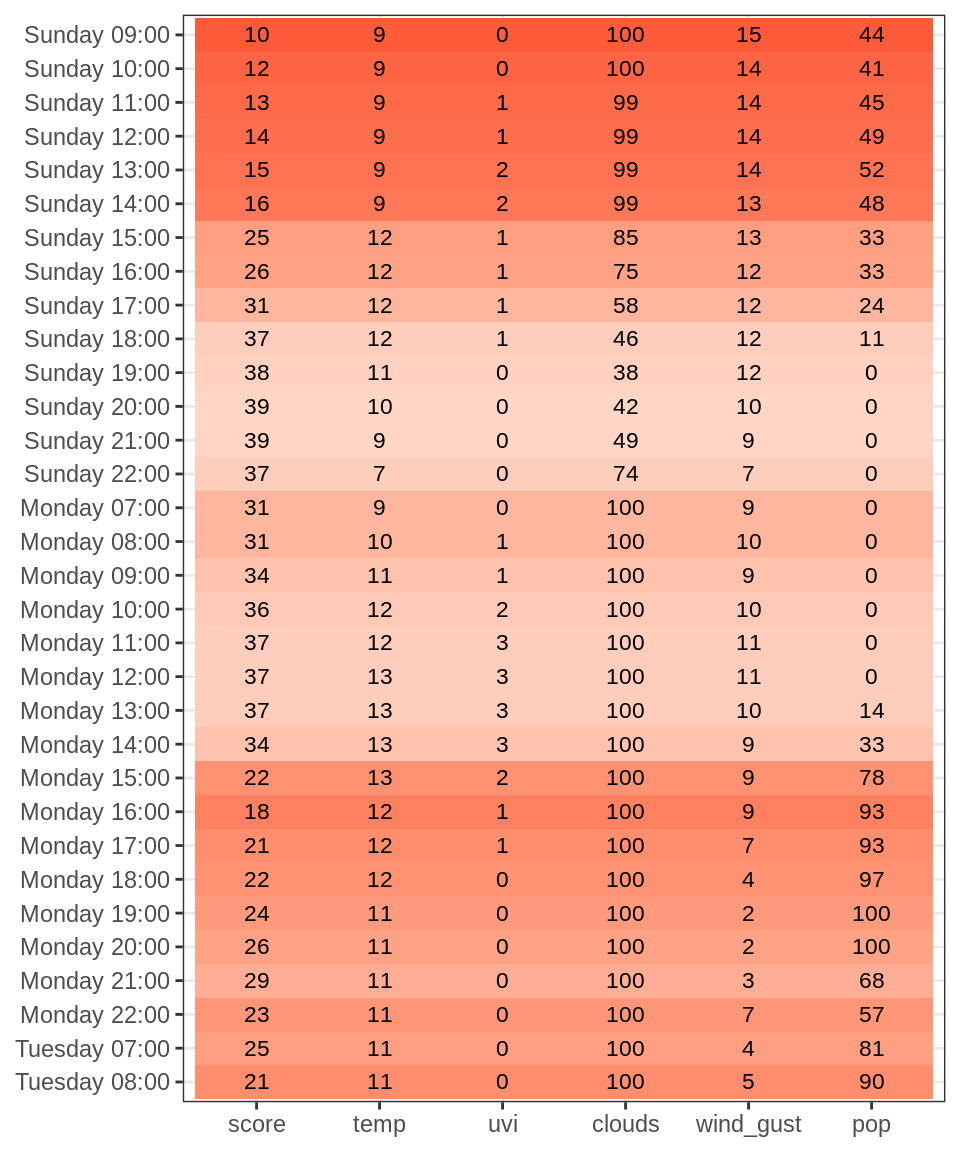 Sunday 09:00 10 9 0 100 15 44
Sunday 10:00 12 9 0 100 14 41
Sunday 11:00 13 9 1 99 14 45
Sunday 12:00 14 9 1 99 14 49
Sunday 13:00 15 9 2 99 14 52
Sunday 14:00 16 9 2 99 13 48
Sunday 15:00 25 12 1 85 13 33
Sunday 16:00 26 12 1 75 12 33
Sunday 17:00 31 12 1 58 12 24
Sunday 18:00 37 12 1 46 12 11
Sunday 19:00 38 11 0 38 12 0
Sunday 20:00 39 10 0 42 10 0
Sunday 21:00 39 9 0 49 9 0
Sunday 22:00 37 7 0 74 7 0
Monday 07:00 31 9 0 100 9 0
Monday 08:00 31 10 1 100 10 0
Monday 09:00 34 11 1 100 9 0
Monday 10:00 36 12 2 100 10 0
Monday 11:00 37 12 3 100 11 0
Monday 12:00 37 13 3 100 11 0
Monday 13:00 37 13 3 100 10 14
Monday 14:00 34 13 3 100 9 33
Monday 15:00 22 13 2 100 9 78
Monday 16:00 18 12 1 100 9 93
Monday 17:00 21 12 1 100 7 93
Monday 18:00 22 12 0 100 4 97
Monday 19:00 24 11 0 100 2 100
Monday 20:00 26 11 0 100 2 100
Monday 21:00 29 11 0 100 3 68
Monday 22:00 23 11 0 100 7 57
Tuesday 07:00 25 11 0 100 4 81
Tuesday 08:00 21 11 0 100 5 90
score temp uvi clouds wind_gust pop